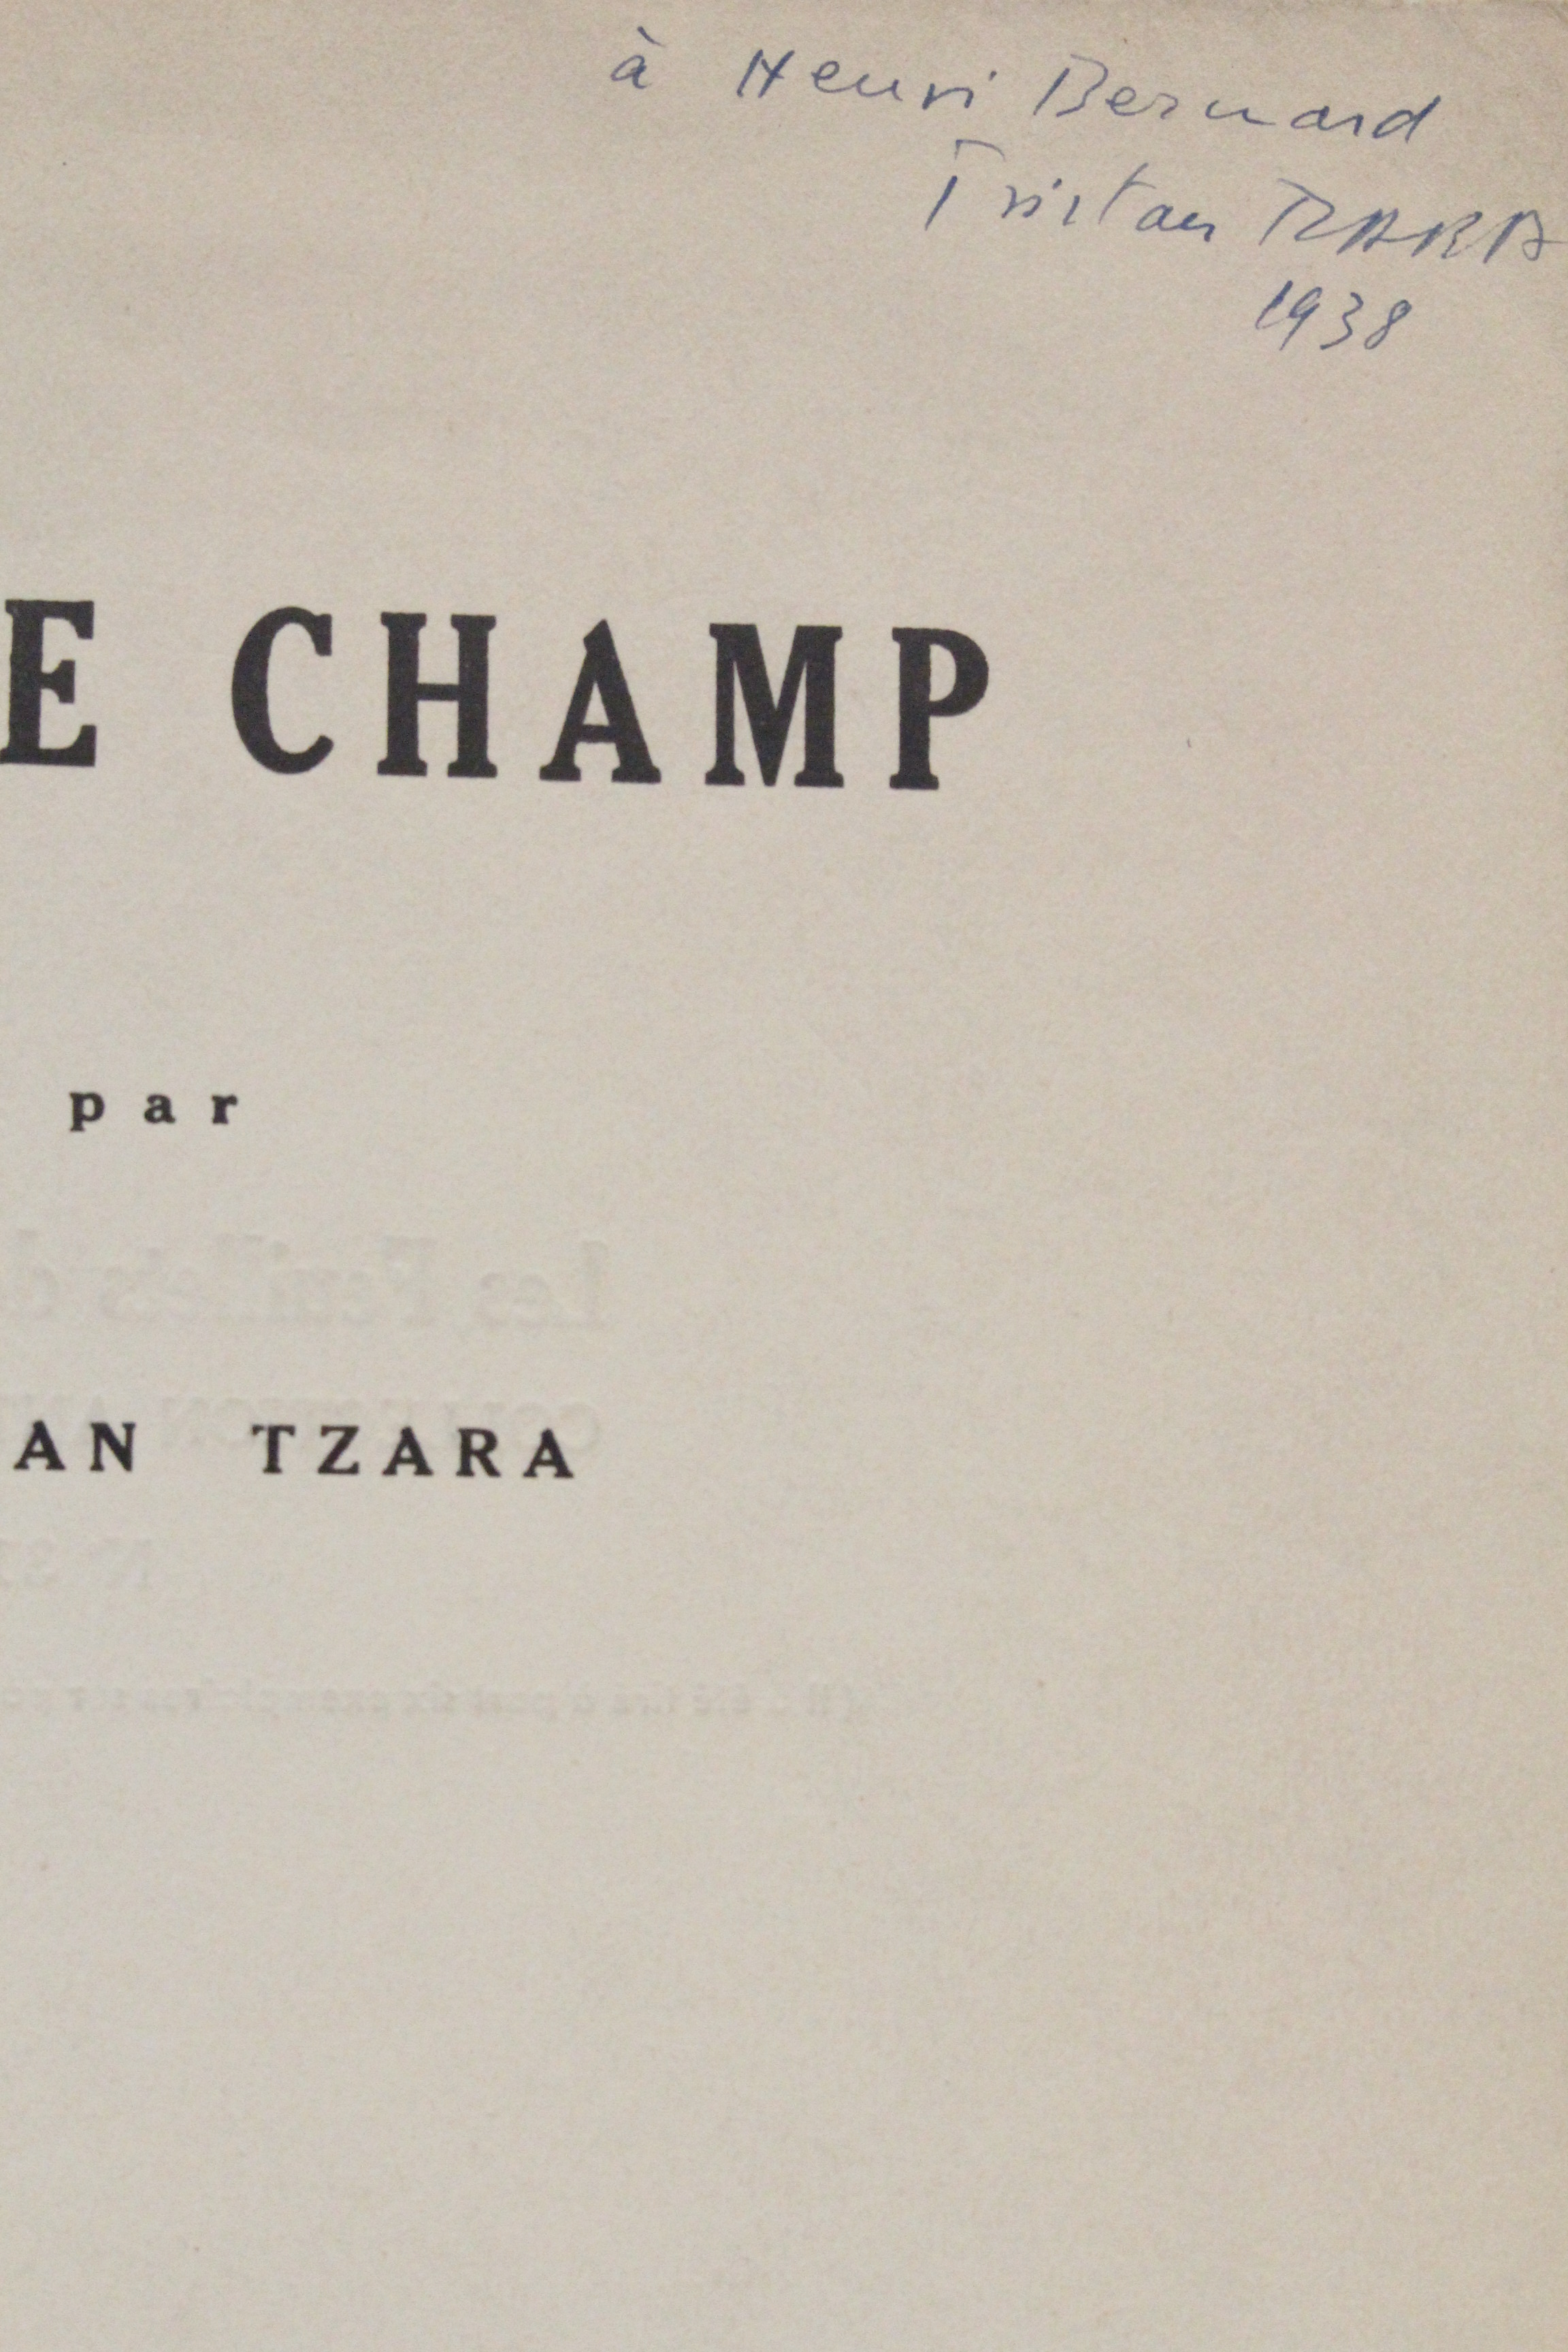 à Henri Bernard
Tristan TZARA
1938
E CHAMP
par
AN TZARA